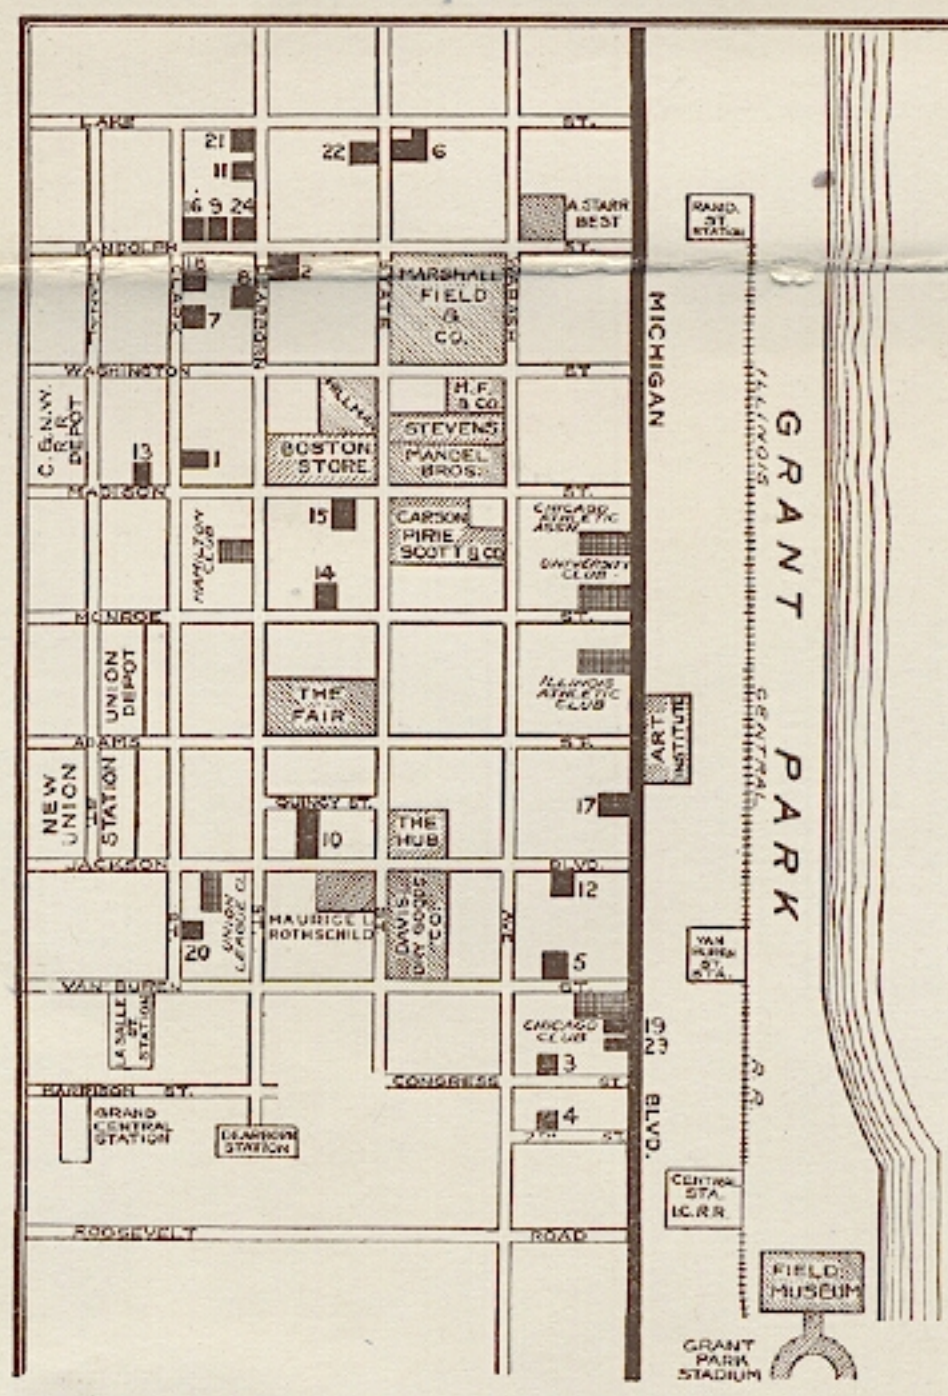 LAKE ST.
21
11
22
6
16 9 24
A. STARR
BEST
RAND.
ST.
STATION
RANDOLPH ST.
18
8
2
7
CLARK
DEARBORN
STATE
WABASH
MARSHALL
FIELD
&
CO.
MICHIGAN
WASHINGTON ST.
C. & N.W.
R.R.
DEPOT
13
1
HILLMAN
BOSTON
STORE
M.F.
& CO.
STEVENS
MANDEL
BROS.
ILLINOIS
GRANT
MADISON ST.
HAMILTON
CLUB
15
14
CARSON
PIRIE
SCOTT & CO
CHICAGO
ATHLETIC
ASSN
UNIVERSITY
CLUB
MONROE ST.
UNION
DEPOT
THE
FAIR
ILLINOIS
ATHLETIC
CLUB
ART
INSTITUTE
CENTRAL
PARK
ADAMS ST.
NEW
UNION
STATION
QUINCY ST.
10
THE
HUB
17
JACKSON BLVD.
UNION
LEAGUE CL.
20
ST.
MAURICE L.
ROTHSCHILD
ST.
DAVIS
DRY GOODS
CO.
AVE
12
5
VAN
BUREN
ST.
STA.
VAN BUREN ST.
LA SALLE
ST.
STATION
CHICAGO
CLUB
19
23
3
R.R.
HARRISON ST.
CONGRESS ST.
GRAND
CENTRAL
STATION
DEARBORN
STATION
4
7TH ST.
BLVD.
CENTRAL
STA.
I.C.R.R.
ROOSEVELT ROAD
FIELD
MUSEUM
GRANT
PARK
STADIUM